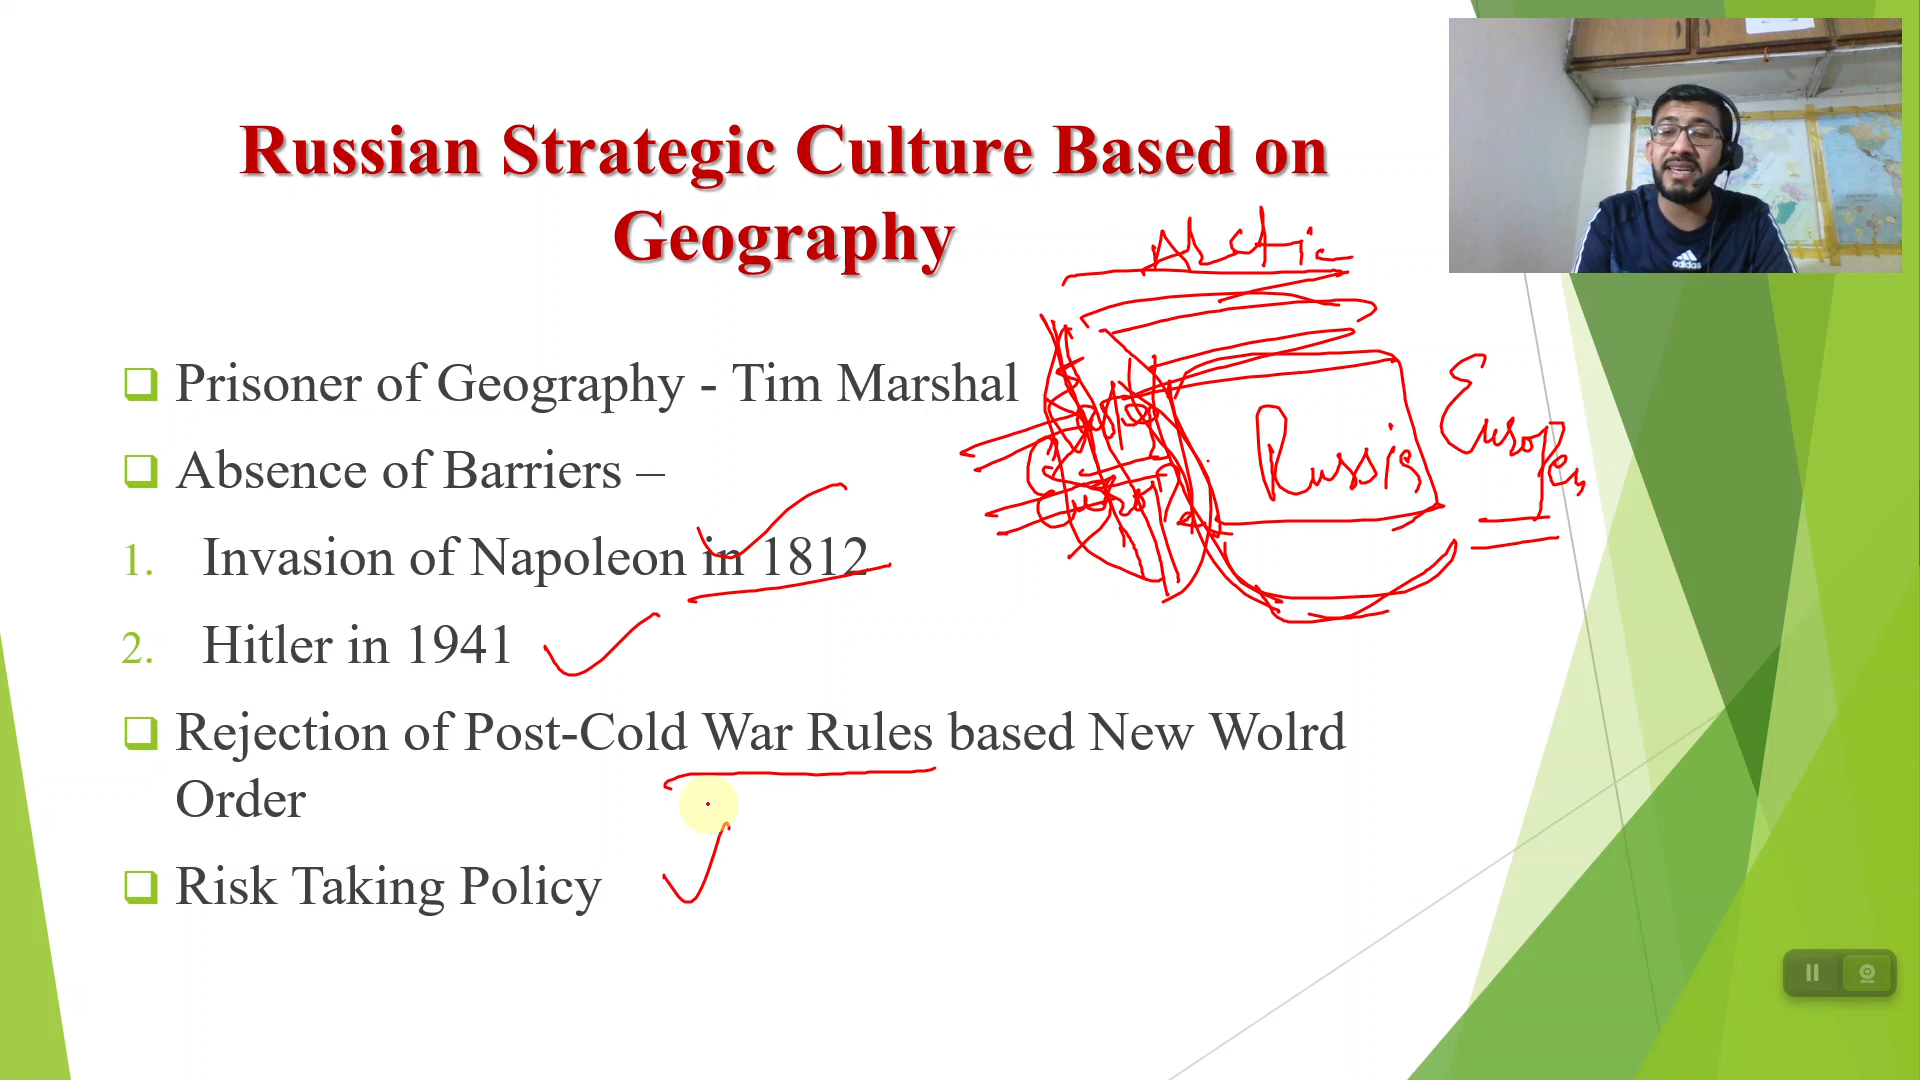 Russian Strategic Culture Based on
Geography
Arctic
Prisoner of Geography - Tim Marshal
Absence of Barriers –
Russia
European
Europe
1. Invasion of Napoleon in 1812
2. Hitler in 1941
Rejection of Post-Cold War Rules based New Wolrd
Order
Risk Taking Policy
adidas